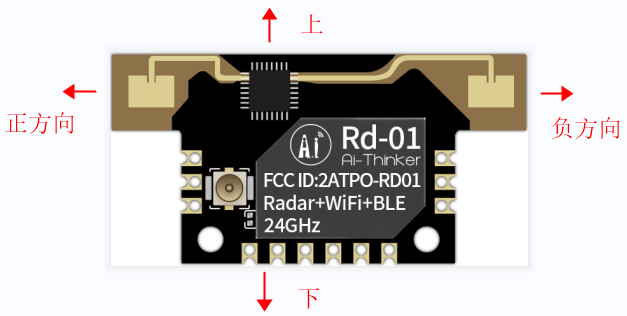 上
正方向
负方向
Ai
Rd-01
Ai-Thinker
FCC ID:2ATPO-RD01
Radar+WiFi+BLE
24GHz
下